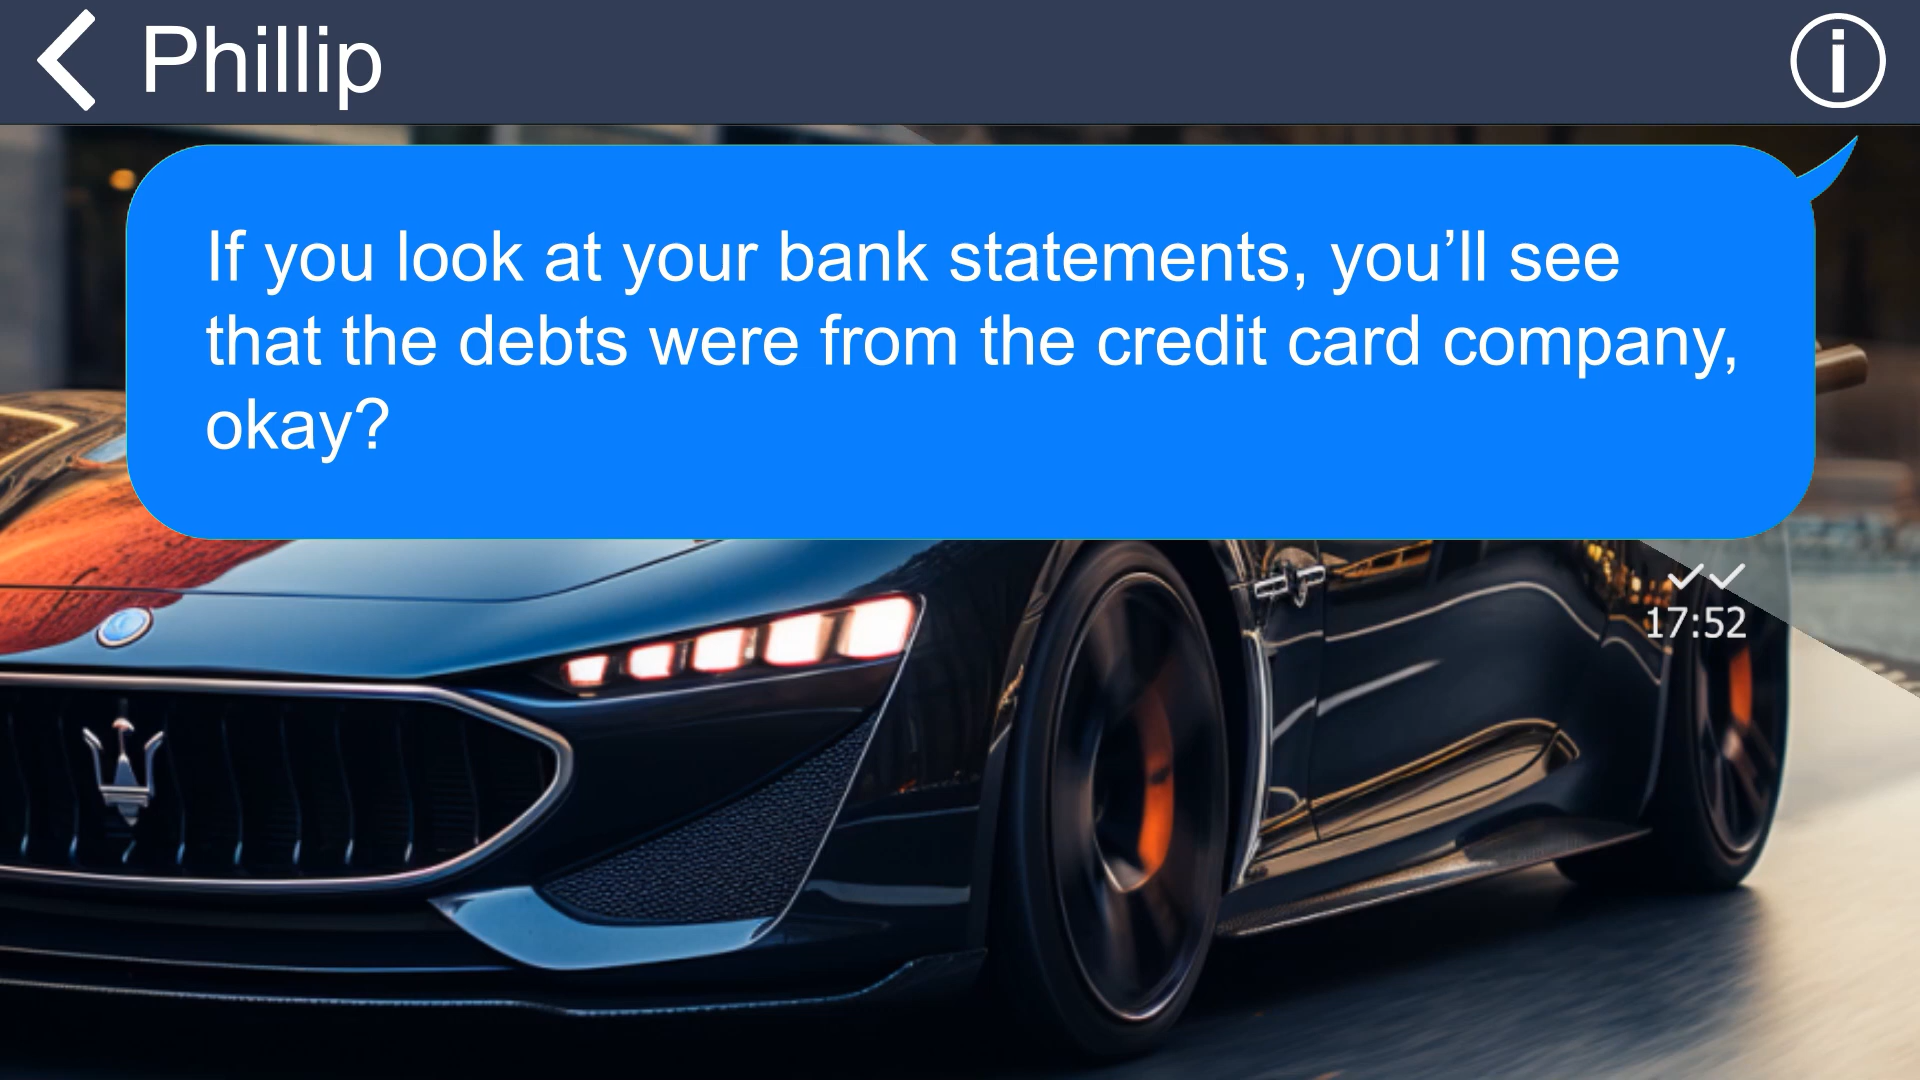 Phillip
If you look at your bank statements, you’ll see
that the debts were from the credit card company,
okay?
17:52